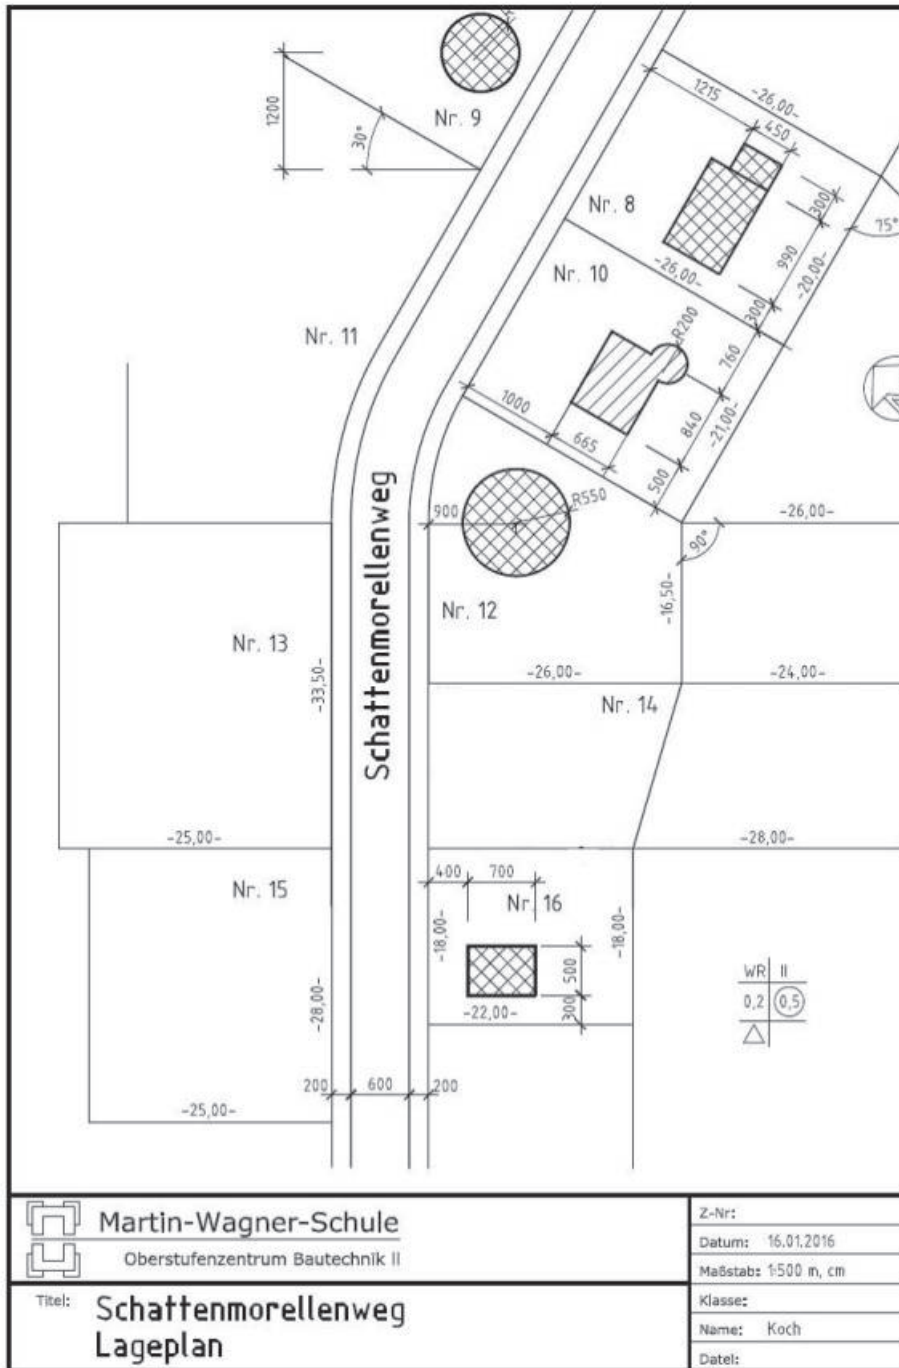 1200
30°
Nr. 9
1215
-26,00-
450
Nr. 8
300
990
75°
-20,00-
-26,00-
Nr. 10
300
R200
760
Nr. 11
1000
665
840
-21,00-
500
Schattenmorellenweg
900
R550
-26,00-
90°
-16,50-
Nr. 12
Nr. 13
-33,50-
-26,00-
-24,00-
Nr. 14
-25,00-
-28,00-
Nr. 15
400
700
Nr. 16
-18,00-
-18,00-
500
300
-22,00-
WR II
0,2 0,5
-28,00-
200
600
200
-25,00-
Martin-Wagner-Schule
Oberstufenzentrum Bautechnik II
Titel: Schattenmorellenweg
Lageplan
Z-Nr:
Datum: 16.01.2016
Maßstab: 1:500 m, cm
Klasse:
Name: Koch
Datei: